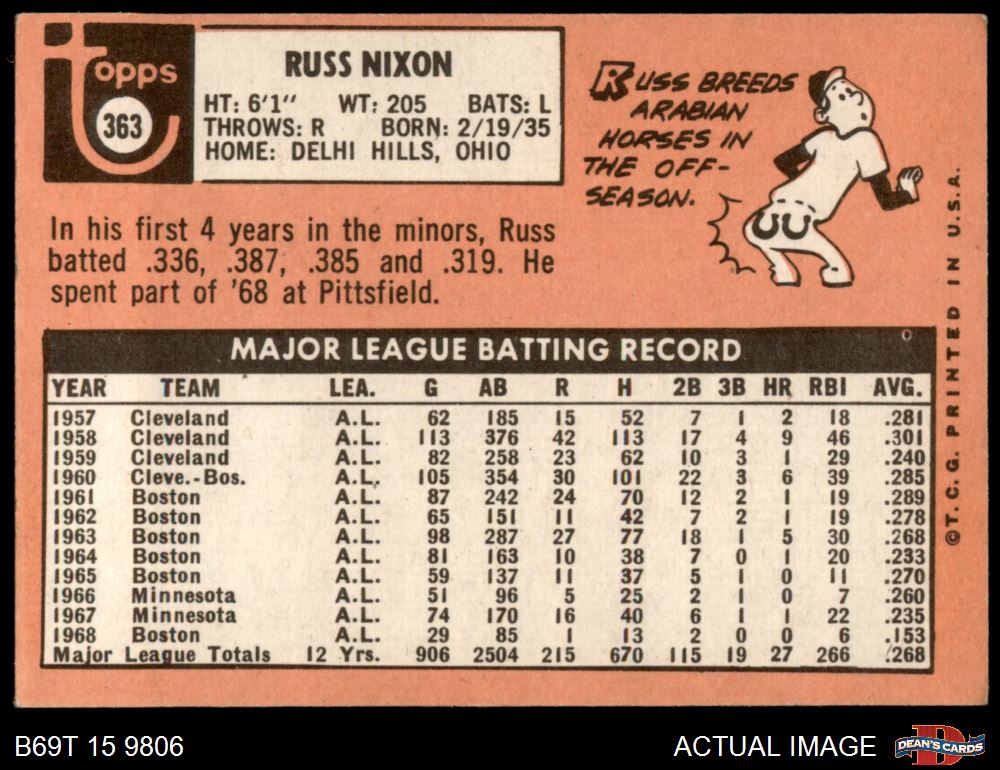 Topps
363
RUSS NIXON
HT: 6'1" WT: 205 BATS: L
THROWS: R BORN: 2/19/35
HOME: DELHI HILLS, OHIO
RUSS BREEDS
ARABIAN
HORSES IN
THE OFF-
SEASON.
In his first 4 years in the minors, Russ
batted .336, .387, .385 and .319. He
spent part of '68 at Pittsfield.
MAJOR LEAGUE BATTING RECORD
YEAR TEAM LEA. G AB R H 2B 3B HR RBI AVG.
1957 Cleveland A.L. 62 185 15 52 7 1 2 18 .281
1958 Cleveland A.L. 113 376 42 113 17 4 9 46 .301
1959 Cleveland A.L. 82 258 23 62 10 3 1 29 .240
1960 Cleve.-Bos. A.L. 105 354 30 101 22 3 6 39 .285
1961 Boston A.L. 87 242 24 70 12 2 1 19 .289
1962 Boston A.L. 65 151 11 42 7 2 1 19 .278
1963 Boston A.L. 98 287 27 77 18 1 5 30 .268
1964 Boston A.L. 81 163 10 38 7 0 1 20 .233
1965 Boston A.L. 59 137 11 37 5 1 0 11 .270
1966 Minnesota A.L. 51 96 5 25 2 1 0 7 .260
1967 Minnesota A.L. 74 170 16 40 6 1 1 22 .235
1968 Boston A.L. 29 85 1 13 2 0 0 6 .153
Major League Totals 12 Yrs. 906 2504 215 670 115 19 27 266 .268
©T.C.G. PRINTED IN U.S.A.
B69T 15 9806
ACTUAL IMAGE
DEAN'S CARDS